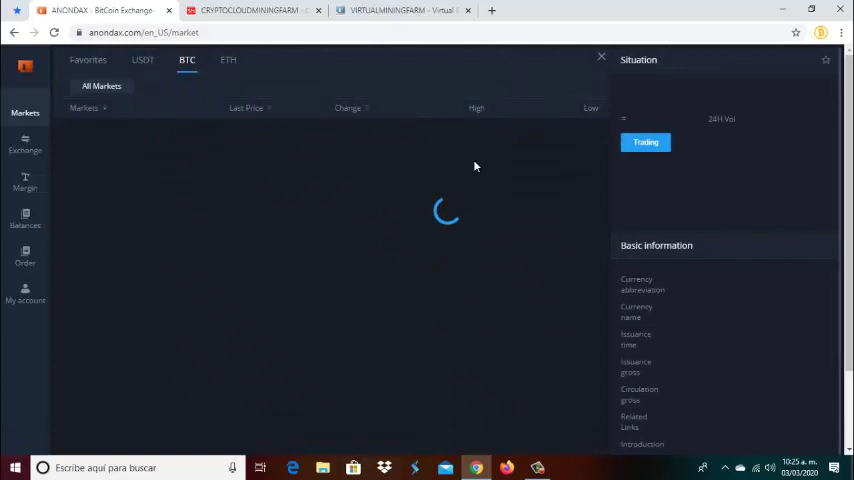 ANONDAX - BitCoin Exchange-
CRYPTOCLOUDMININGFARM - C
VIRTUALMININGFARM - Virtual
anondax.com/en_US/market
Favorites USDT BTC ETH
All Markets
Markets Last Price Change High Low
Markets
Exchange
Margin
Balances
Order
My account
Situation
= 24H Vol
Trading
Basic information
Currency
abbreviation
Currency
name
Issuance
time
Issuance
gross
Circulation
gross
Related
Links
Introduction
Escribe aquí para buscar
10:25 a. m.
03/03/2020